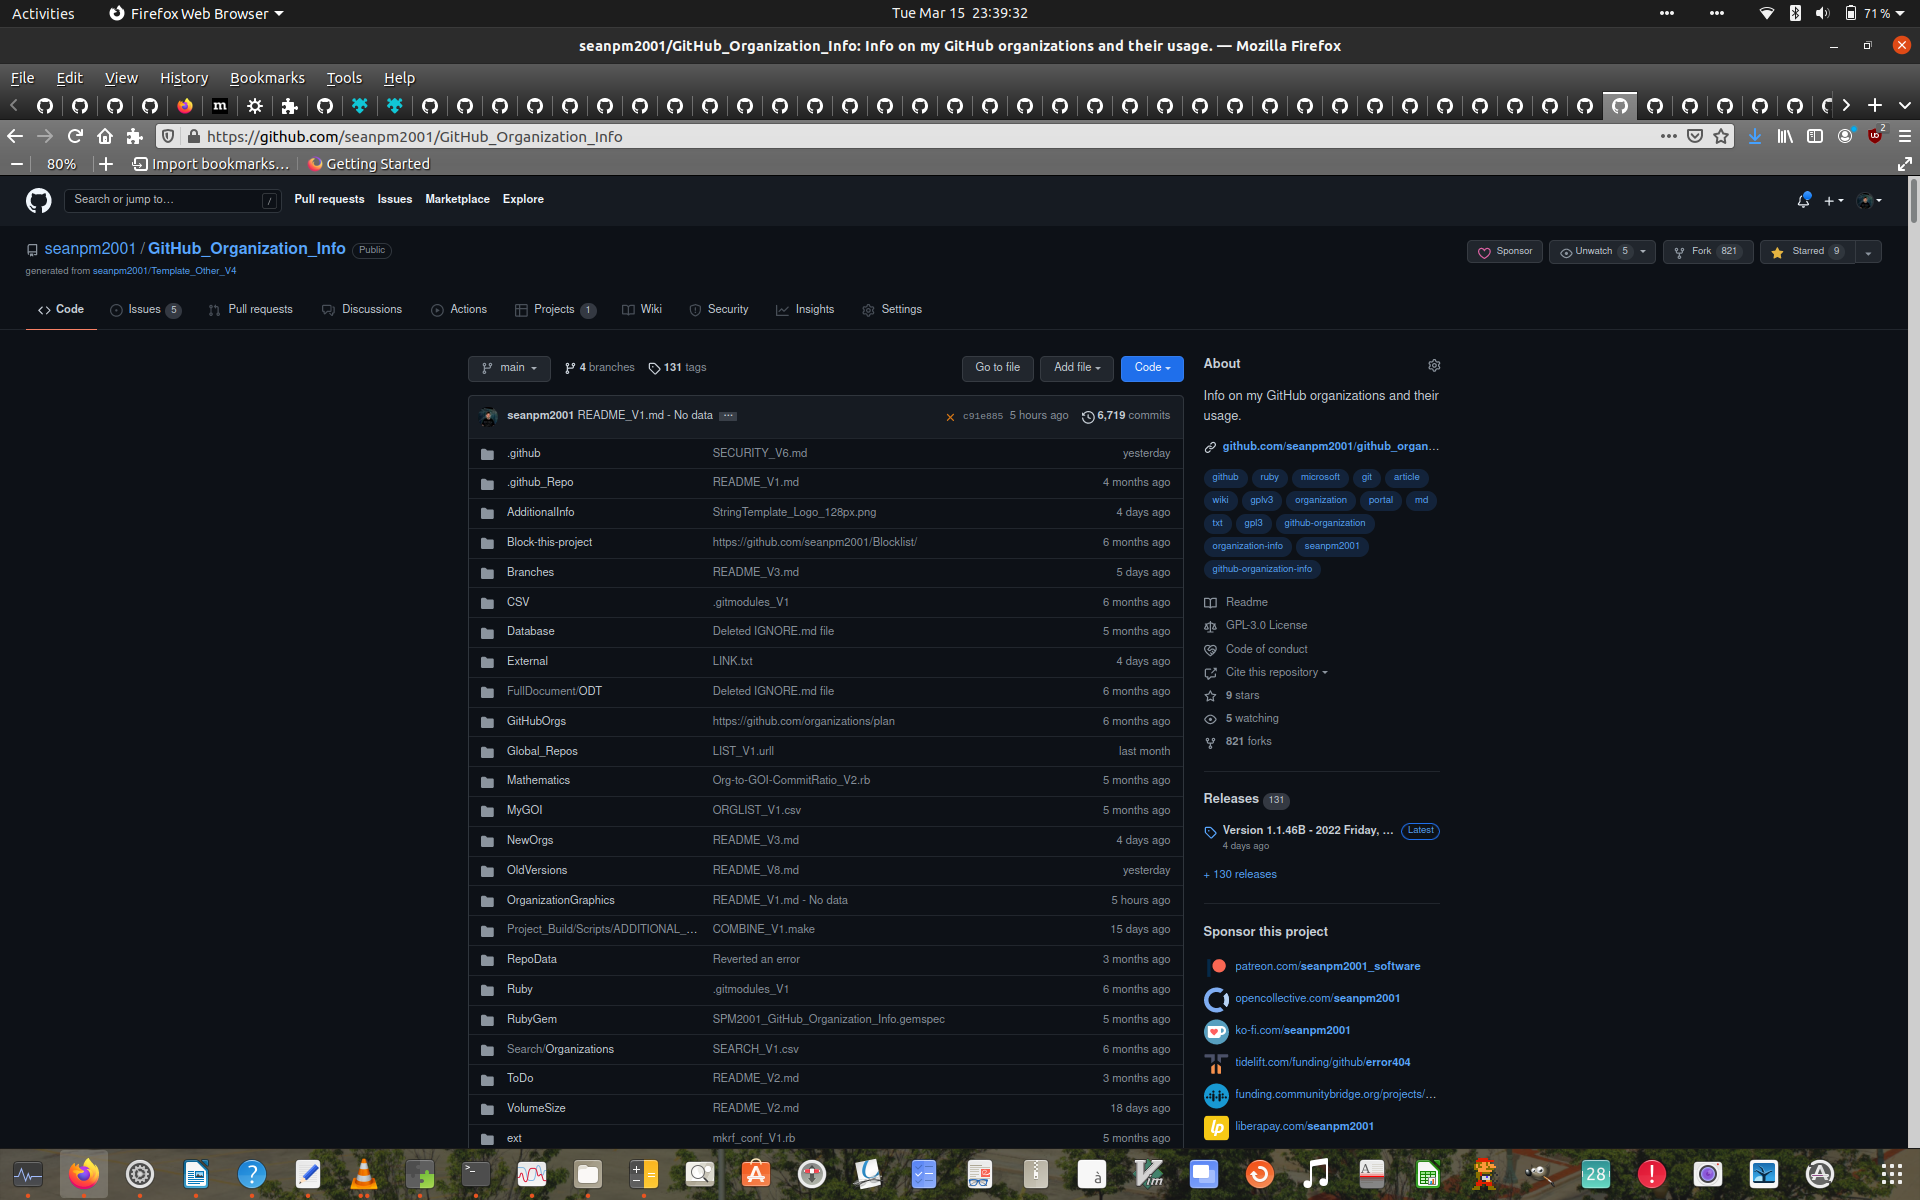 Activities Firefox Web Browser Tue Mar 15 23:39:32 71 %
seanpm2001/GitHub_Organization_Info: Info on my GitHub organizations and their usage. — Mozilla Firefox
File Edit View History Bookmarks Tools Help
https://github.com/seanpm2001/GitHub_Organization_Info 2
80% Import bookmarks… Getting Started
Search or jump to… / Pull requests Issues Marketplace Explore
seanpm2001 / GitHub_Organization_Info Public Sponsor Unwatch 5 Fork 821 Starred 9
generated from seanpm2001/Template_Other_V4
Code Issues 5 Pull requests Discussions Actions Projects 1 Wiki Security Insights Settings
main 4 branches 131 tags Go to file Add file Code
seanpm2001 README_V1.md - No data ... c91e885 5 hours ago 6,719 commits
.github SECURITY_V6.md yesterday
.github_Repo README_V1.md 4 months ago
AdditionalInfo StringTemplate_Logo_128px.png 4 days ago
Block-this-project https://github.com/seanpm2001/Blocklist/ 6 months ago
Branches README_V3.md 5 days ago
CSV .gitmodules_V1 6 months ago
Database Deleted IGNORE.md file 5 months ago
External LINK.txt 4 days ago
FullDocument/ODT Deleted IGNORE.md file 6 months ago
GitHubOrgs https://github.com/organizations/plan 6 months ago
Global_Repos LIST_V1.urll last month
Mathematics Org-to-GOI-CommitRatio_V2.rb 5 months ago
MyGOI ORGLIST_V1.csv 5 months ago
NewOrgs README_V3.md 4 days ago
OldVersions README_V8.md yesterday
OrganizationGraphics README_V1.md - No data 5 hours ago
Project_Build/Scripts/ADDITIONAL_... COMBINE_V1.make 15 days ago
RepoData Reverted an error 3 months ago
Ruby .gitmodules_V1 6 months ago
RubyGem SPM2001_GitHub_Organization_Info.gemspec 5 months ago
Search/Organizations SEARCH_V1.csv 6 months ago
ToDo README_V2.md 3 months ago
VolumeSize README_V2.md 18 days ago
ext mkrf_conf_V1.rb 5 months ago
About
Info on my GitHub organizations and their
usage.
github.com/seanpm2001/github_organ...
github ruby microsoft git article
wiki gplv3 organization portal md
txt gpl3 github-organization
organization-info seanpm2001
github-organization-info
Readme
GPL-3.0 License
Code of conduct
Cite this repository
9 stars
5 watching
821 forks
Releases 131
Version 1.1.46B - 2022 Friday, ... Latest
4 days ago
+ 130 releases
Sponsor this project
patreon.com/seanpm2001_software
opencollective.com/seanpm2001
ko-fi.com/seanpm2001
tidelift.com/funding/github/error404
funding.communitybridge.org/projects/...
lp liberapay.com/seanpm2001
28